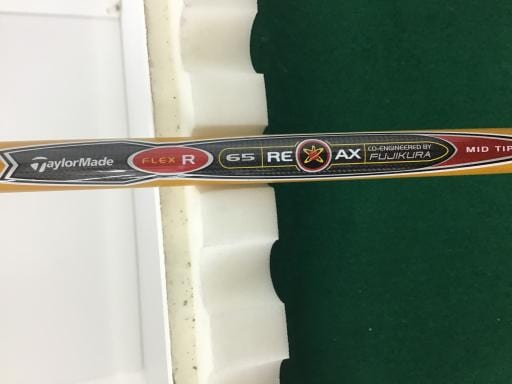 TaylorMade FLEX R 65 RE AX CO-ENGINEERED BY
FUJIKURA MID TIP